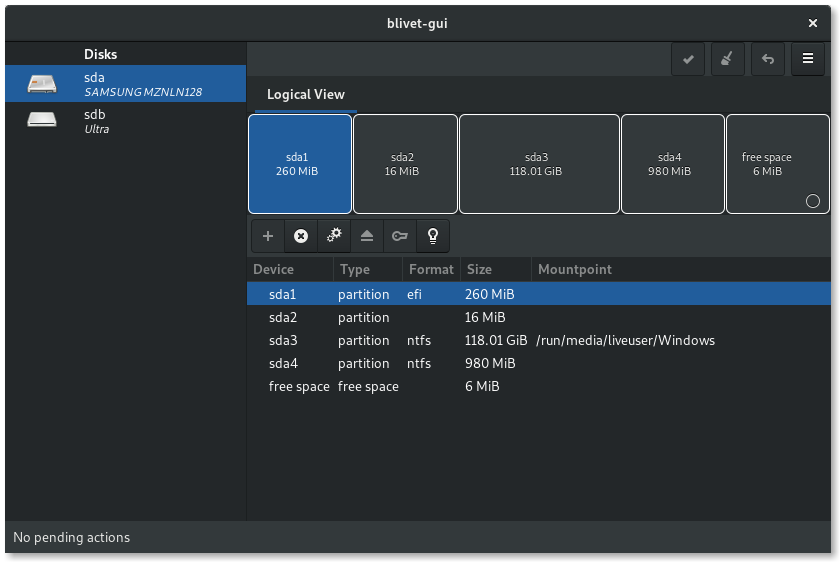 blivet-gui
Disks
sda
SAMSUNG MZNLN128
sdb
Ultra
Logical View
sda1
260 MiB
sda2
16 MiB
sda3
118.01 GiB
sda4
980 MiB
free space
6 MiB
Device Type Format Size Mountpoint
sda1 partition efi 260 MiB
sda2 partition 16 MiB
sda3 partition ntfs 118.01 GiB /run/media/liveuser/Windows
sda4 partition ntfs 980 MiB
free space free space 6 MiB
No pending actions